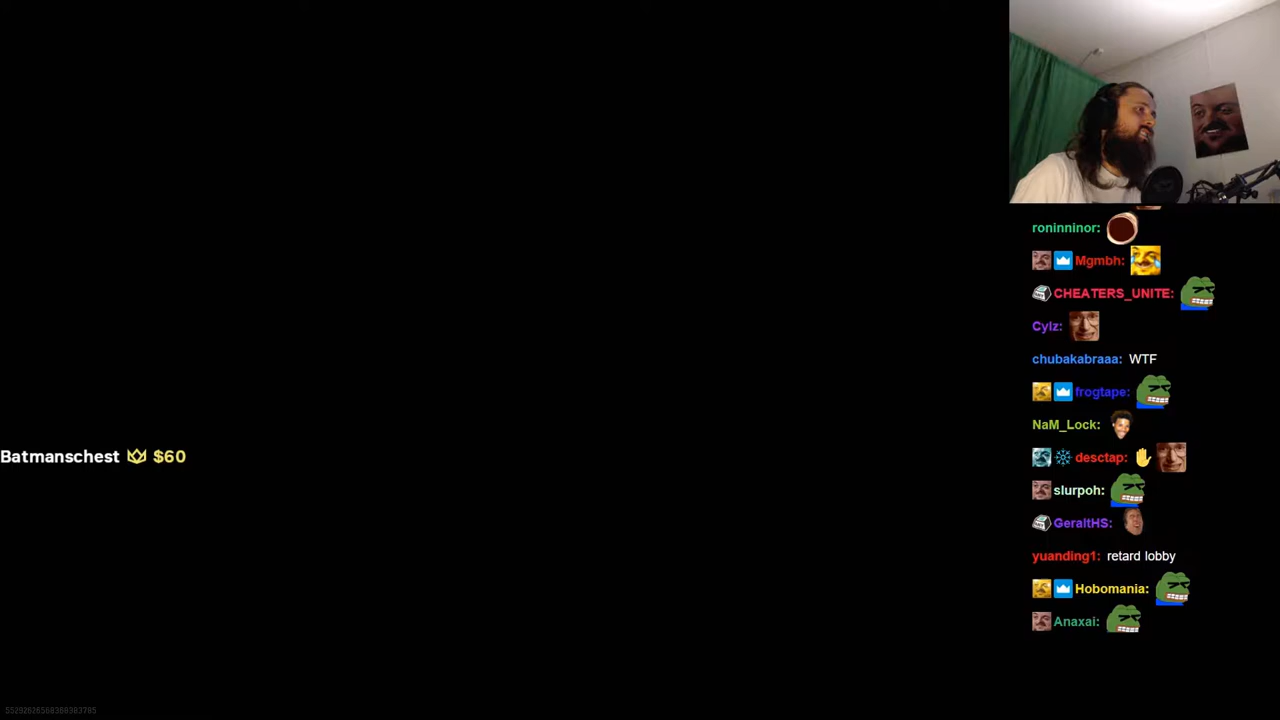 roninninor:
Mgmbh:
CHEATERS_UNITE:
Cylz:
chubakabraaa: WTF
frogtape:
NaM_Lock:
Batmanschest $60
desctap:
slurpoh:
GeraltHS:
yuanding1: retard lobby
Hobomania:
Anaxai: